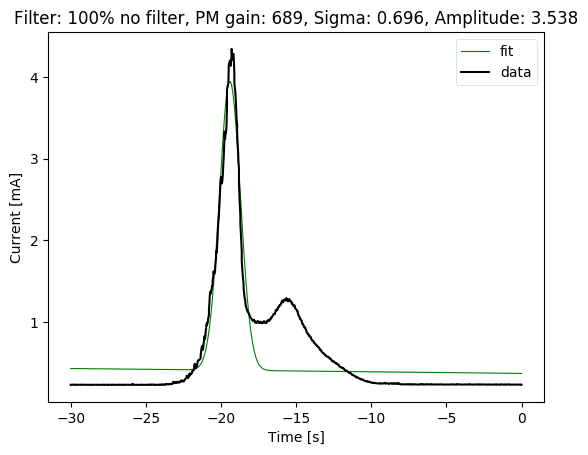 Filter: 100% no filter, PM gain: 689, Sigma: 0.696, Amplitude: 3.538
fit
data
4
3
2
1
Current [mA]
−30 −25 −20 −15 −10 −5 0
Time [s]